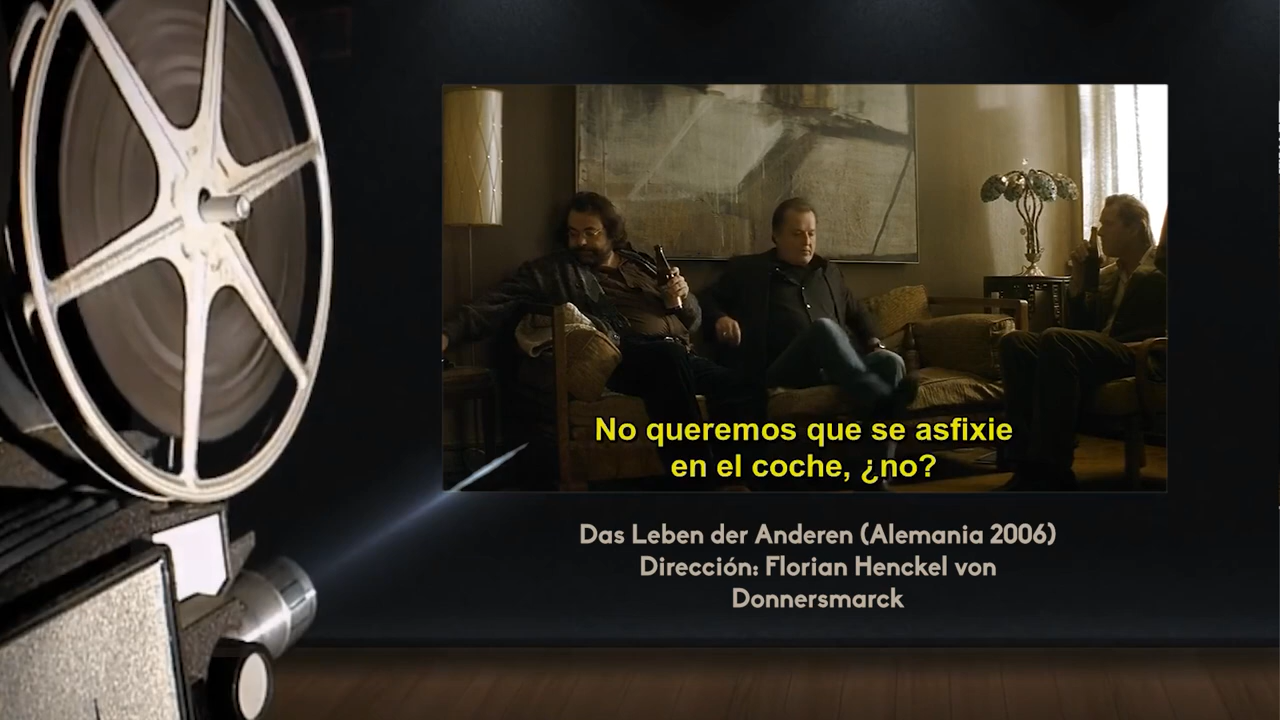 No queremos que se asfixie
en el coche, ¿no?
Das Leben der Anderen (Alemania 2006)
Dirección: Florian Henckel von
Donnersmarck